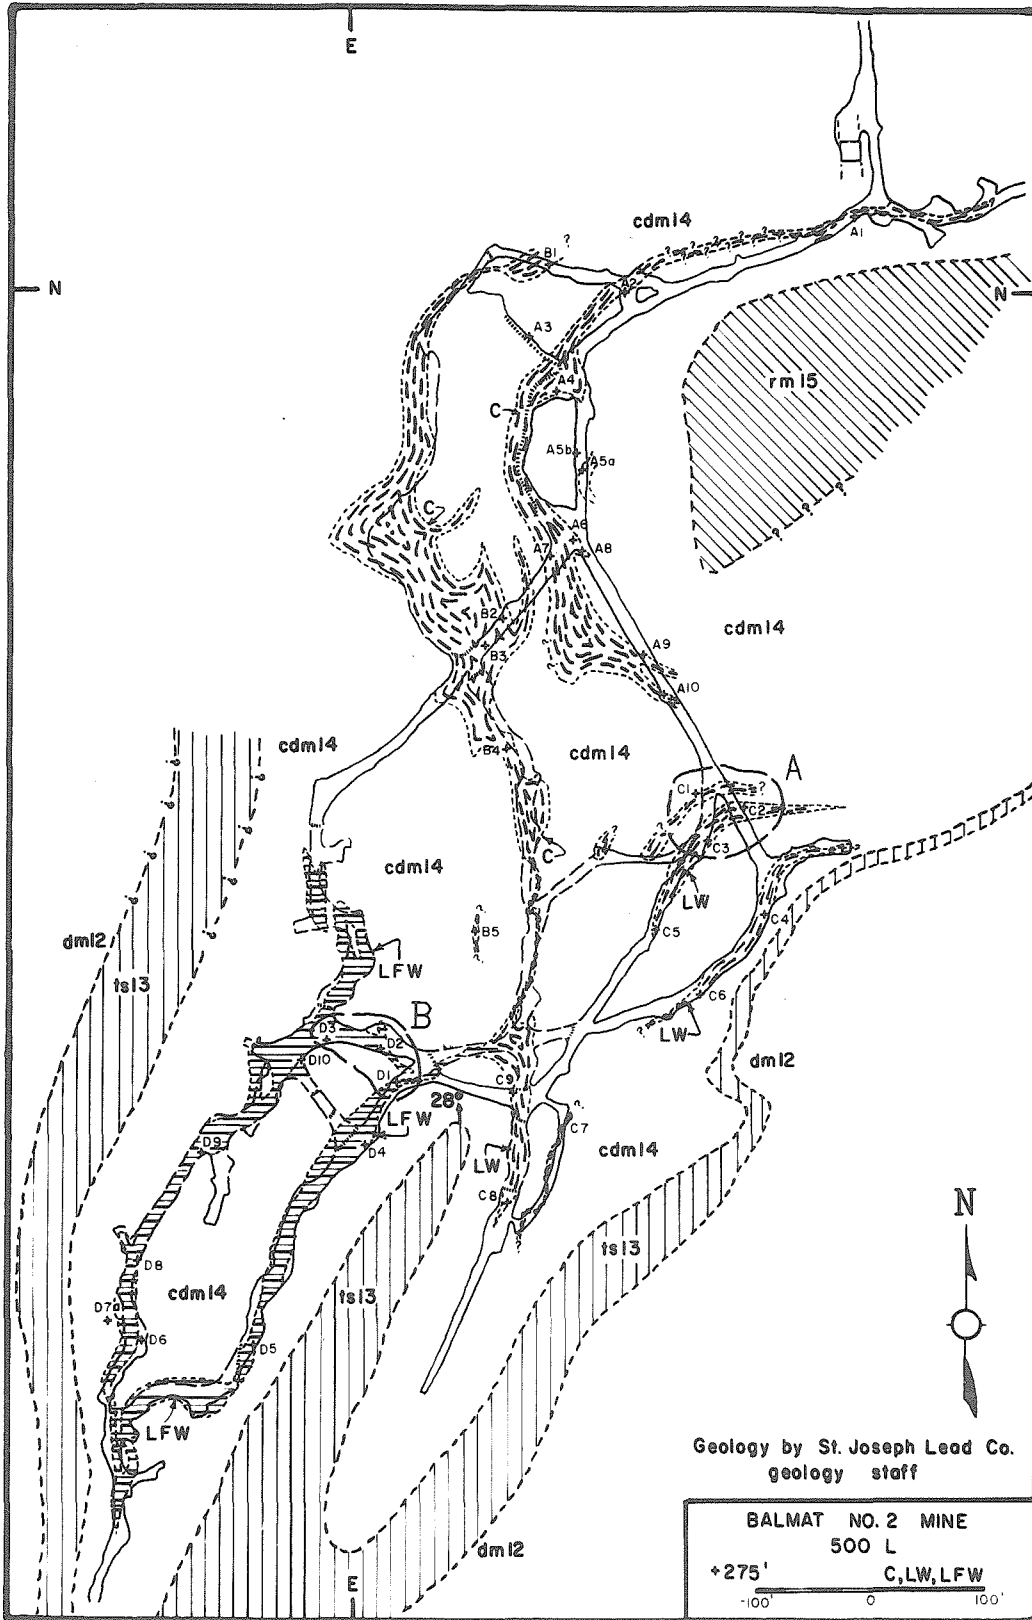 E
cdm14
A1
N
B1
?
A2
N
A3
rm15
A4
C
A5b
A5a
C
A6
A7
A8
B2
cdm14
B3
A9
A10
cdm14
B4
cdm14
A
C1
?
C2
C3
C
cdm14
LW
dm12
B5
C5
C4
ts13
LFW
C6
LW
B
D3
D2
D10
dm12
D1
C9
28°
LFW
C7
D9
D4
LW
cdm14
C8
N
D8
ts13
cdm14
ts13
D7a
D6
D5
LFW
Geology by St. Joseph Lead Co.
geology staff
BALMAT NO. 2 MINE
500 L
dm12
+275' C, LW, LFW
E
-100' 0 100'